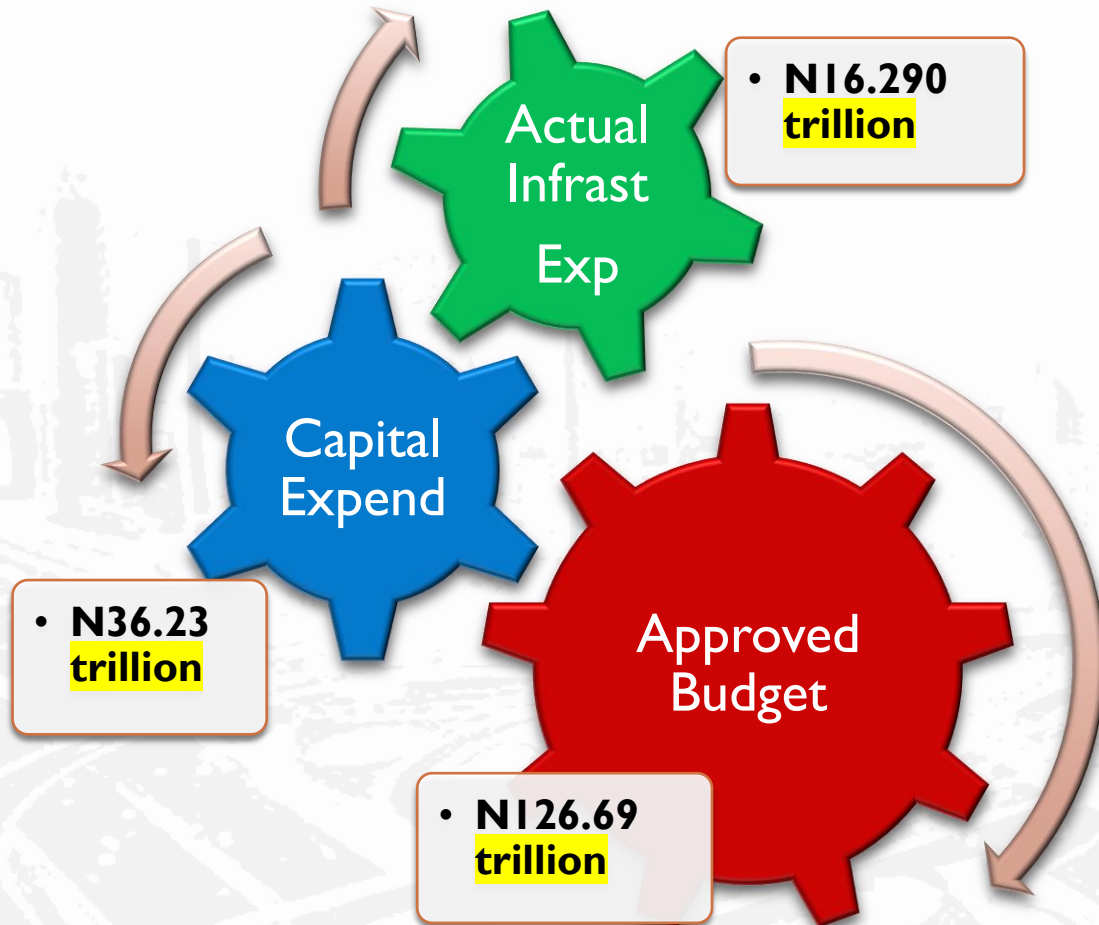 Actual
Infrast
Exp
• N16.290
trillion
Capital
Expend
• N36.23
trillion
Approved
Budget
• N126.69
trillion